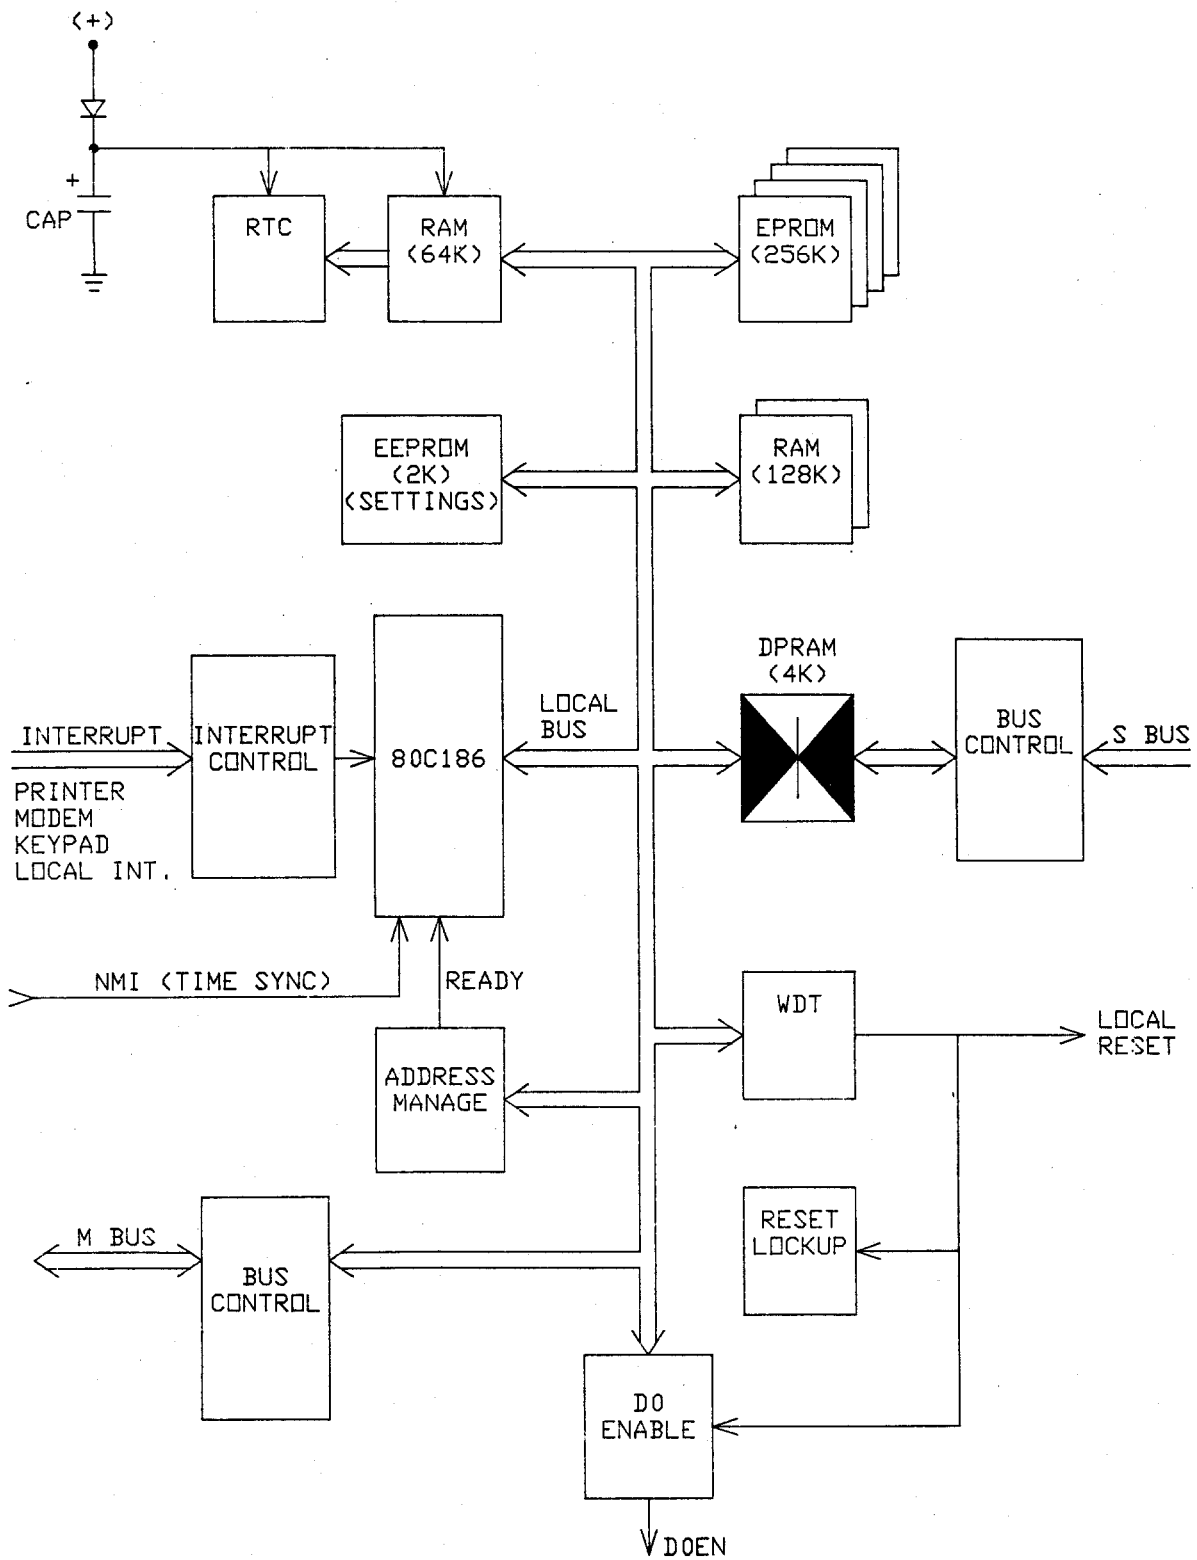 (+)
+
CAP
RTC
RAM
(64K)
EPROM
(256K)
EEPROM
(2K)
(SETTINGS)
RAM
(128K)
DPRAM
(4K)
LOCAL
BUS
INTERRUPT
INTERRUPT
CONTROL
80C186
BUS
CONTROL
S BUS
PRINTER
MODEM
KEYPAD
LOCAL INT.
NMI (TIME SYNC)
READY
WDT
LOCAL
RESET
ADDRESS
MANAGE
RESET
LOCKUP
M BUS
BUS
CONTROL
DO
ENABLE
DOEN